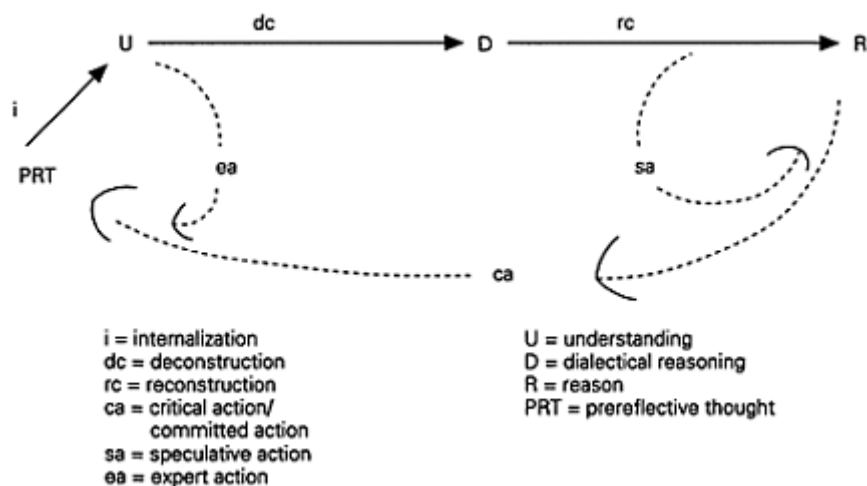 dc
rc
U
D
R
i
PRT
ea
sa
ca
i = internalization
dc = deconstruction
rc = reconstruction
ca = critical action/
committed action
sa = speculative action
ea = expert action
U = understanding
D = dialectical reasoning
R = reason
PRT = prereflective thought